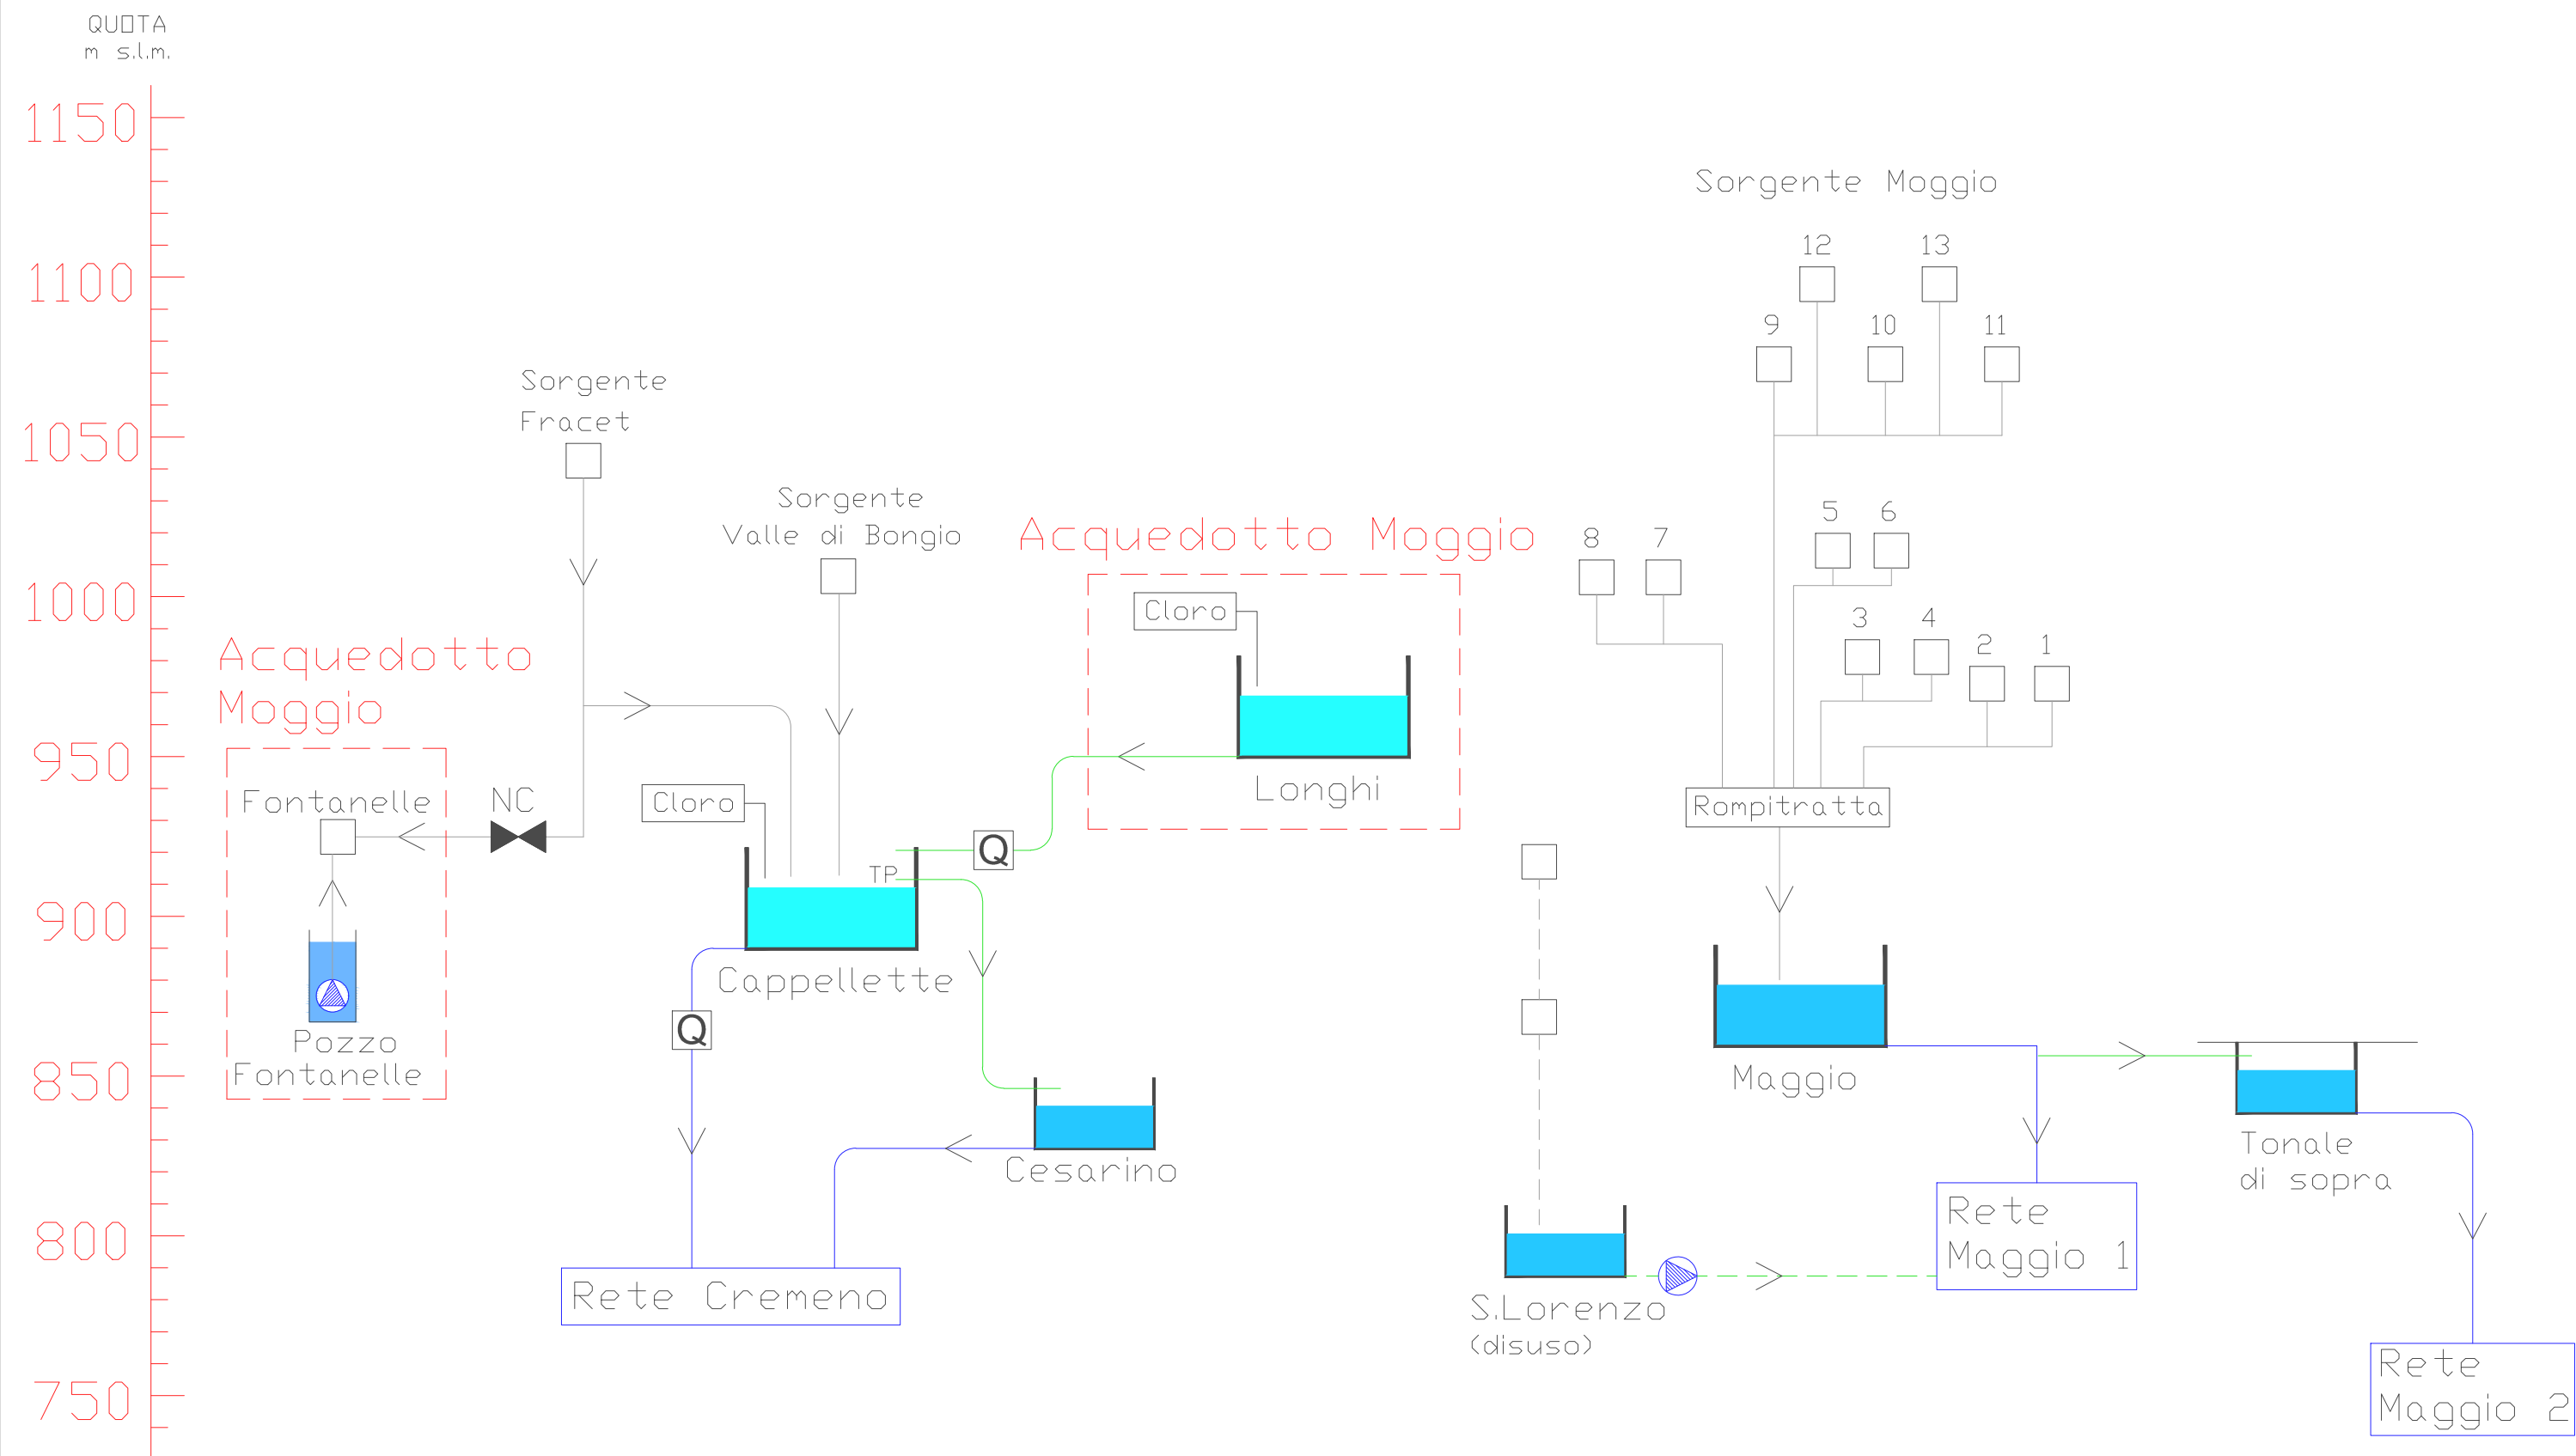 QUOTA
m s.l.m.
1150
1100
1050
1000
950
900
850
800
750
Sorgente
Fracet
Sorgente
Valle di Bongio
Acquedotto
Moggio
Fontanelle
NC
Pozzo
Fontanelle
Cloro
TP
Q
Cappellette
Q
Acquedotto Moggio
Cloro
Longhi
Cesarino
Rete Cremeno
Sorgente Moggio
12
13
9
10
11
5
6
8
7
3
4
2
1
Rompitratta
Maggio
S.Lorenzo
(disuso)
Rete
Maggio 1
Tonale
di sopra
Rete
Maggio 2